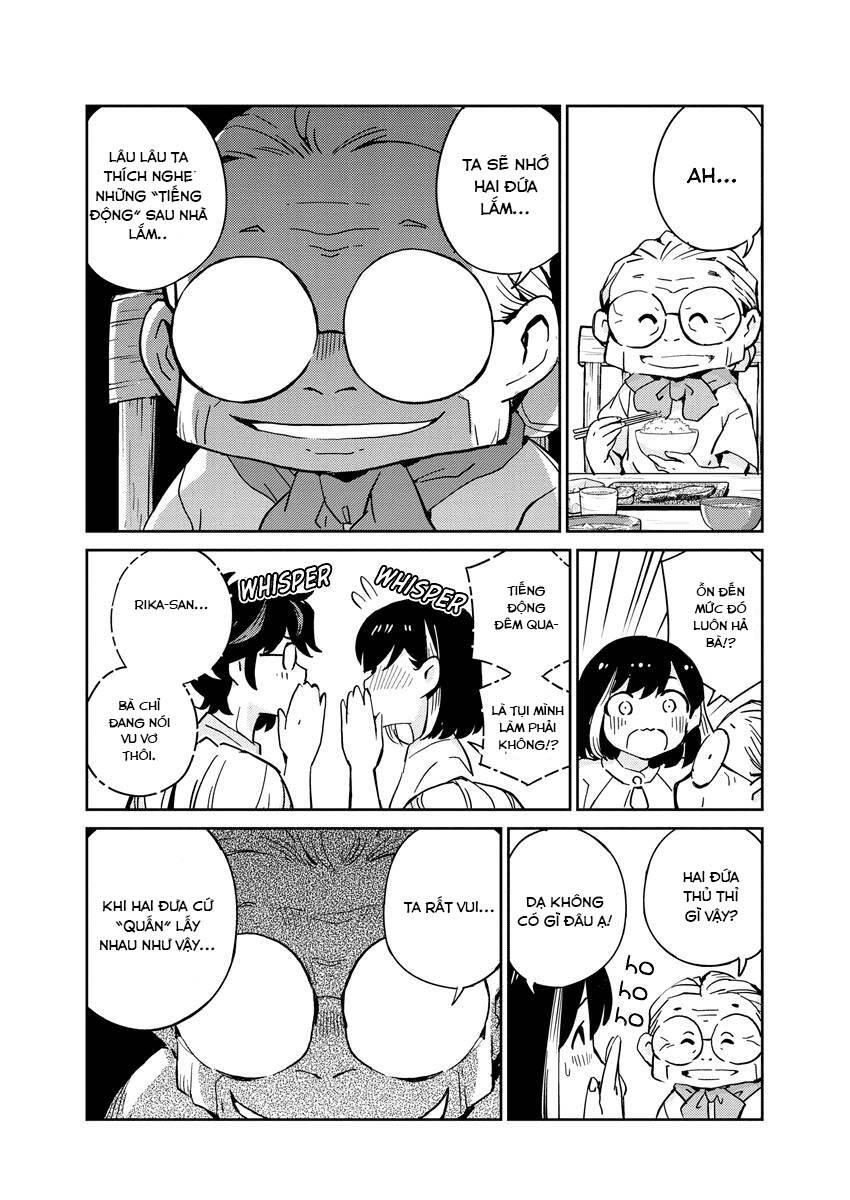 AH...
TA SẼ NHỚ
HAI ĐỨA
LẮM...
LÂU LÂU TA
THÍCH NGHE
NHỮNG "TIẾNG
ĐỘNG" SAU NHÀ
LẮM..
ỒN ĐẾN
MỨC ĐÓ
LUÔN HẢ
BÀ!?
TIẾNG
ĐỘNG
ĐÊM QUA-
LÀ TỤI MÌNH
LÀM PHẢI
KHÔNG!?
WHISPER
WHISPER
RIKA-SAN...
BÀ CHỈ
ĐANG NÓI
VU VƠ
THÔI.
HAI ĐỨA
THỦ THỈ
GÌ VẬY?
HO
HO
HO
DẠ KHÔNG
CÓ GÌ ĐÂU Ạ!
TA RẤT VUI...
KHI HAI ĐƯA CỨ
"QUẤN" LẤY
NHAU NHƯ VẬY...